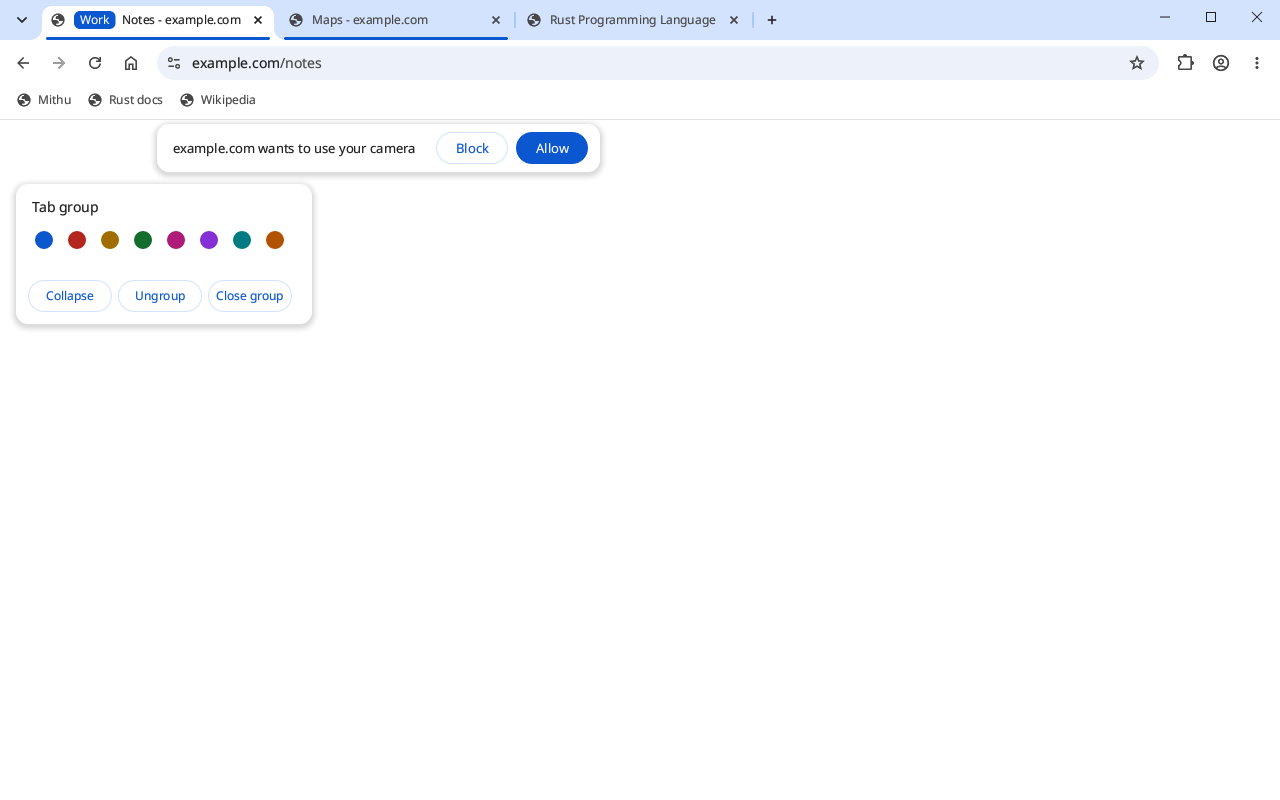 Work Notes - example.com Maps - example.com Rust Programming Language
example.com/notes
Mithu Rust docs Wikipedia
example.com wants to use your camera Block Allow
Tab group
Collapse Ungroup Close group